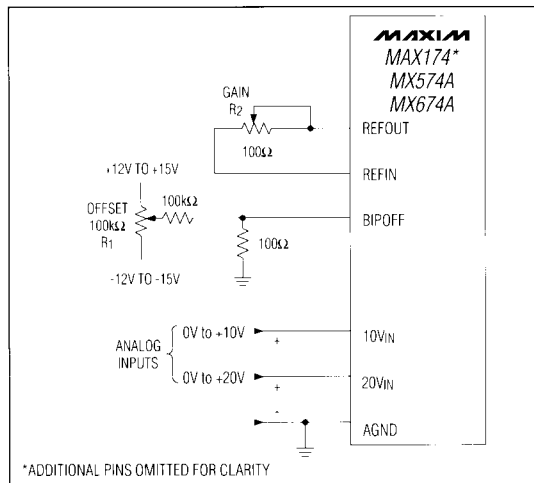 MAXIM
MAX174*
MX574A
MX674A
GAIN
R2
100Ω
REFOUT
REFIN
+12V TO +15V
OFFSET
100kΩ
R1
100kΩ
-12V TO -15V
BIPOFF
100Ω
ANALOG
INPUTS
0V to +10V
+
10VIN
0V to +20V
+
20VIN
-
AGND
*ADDITIONAL PINS OMITTED FOR CLARITY